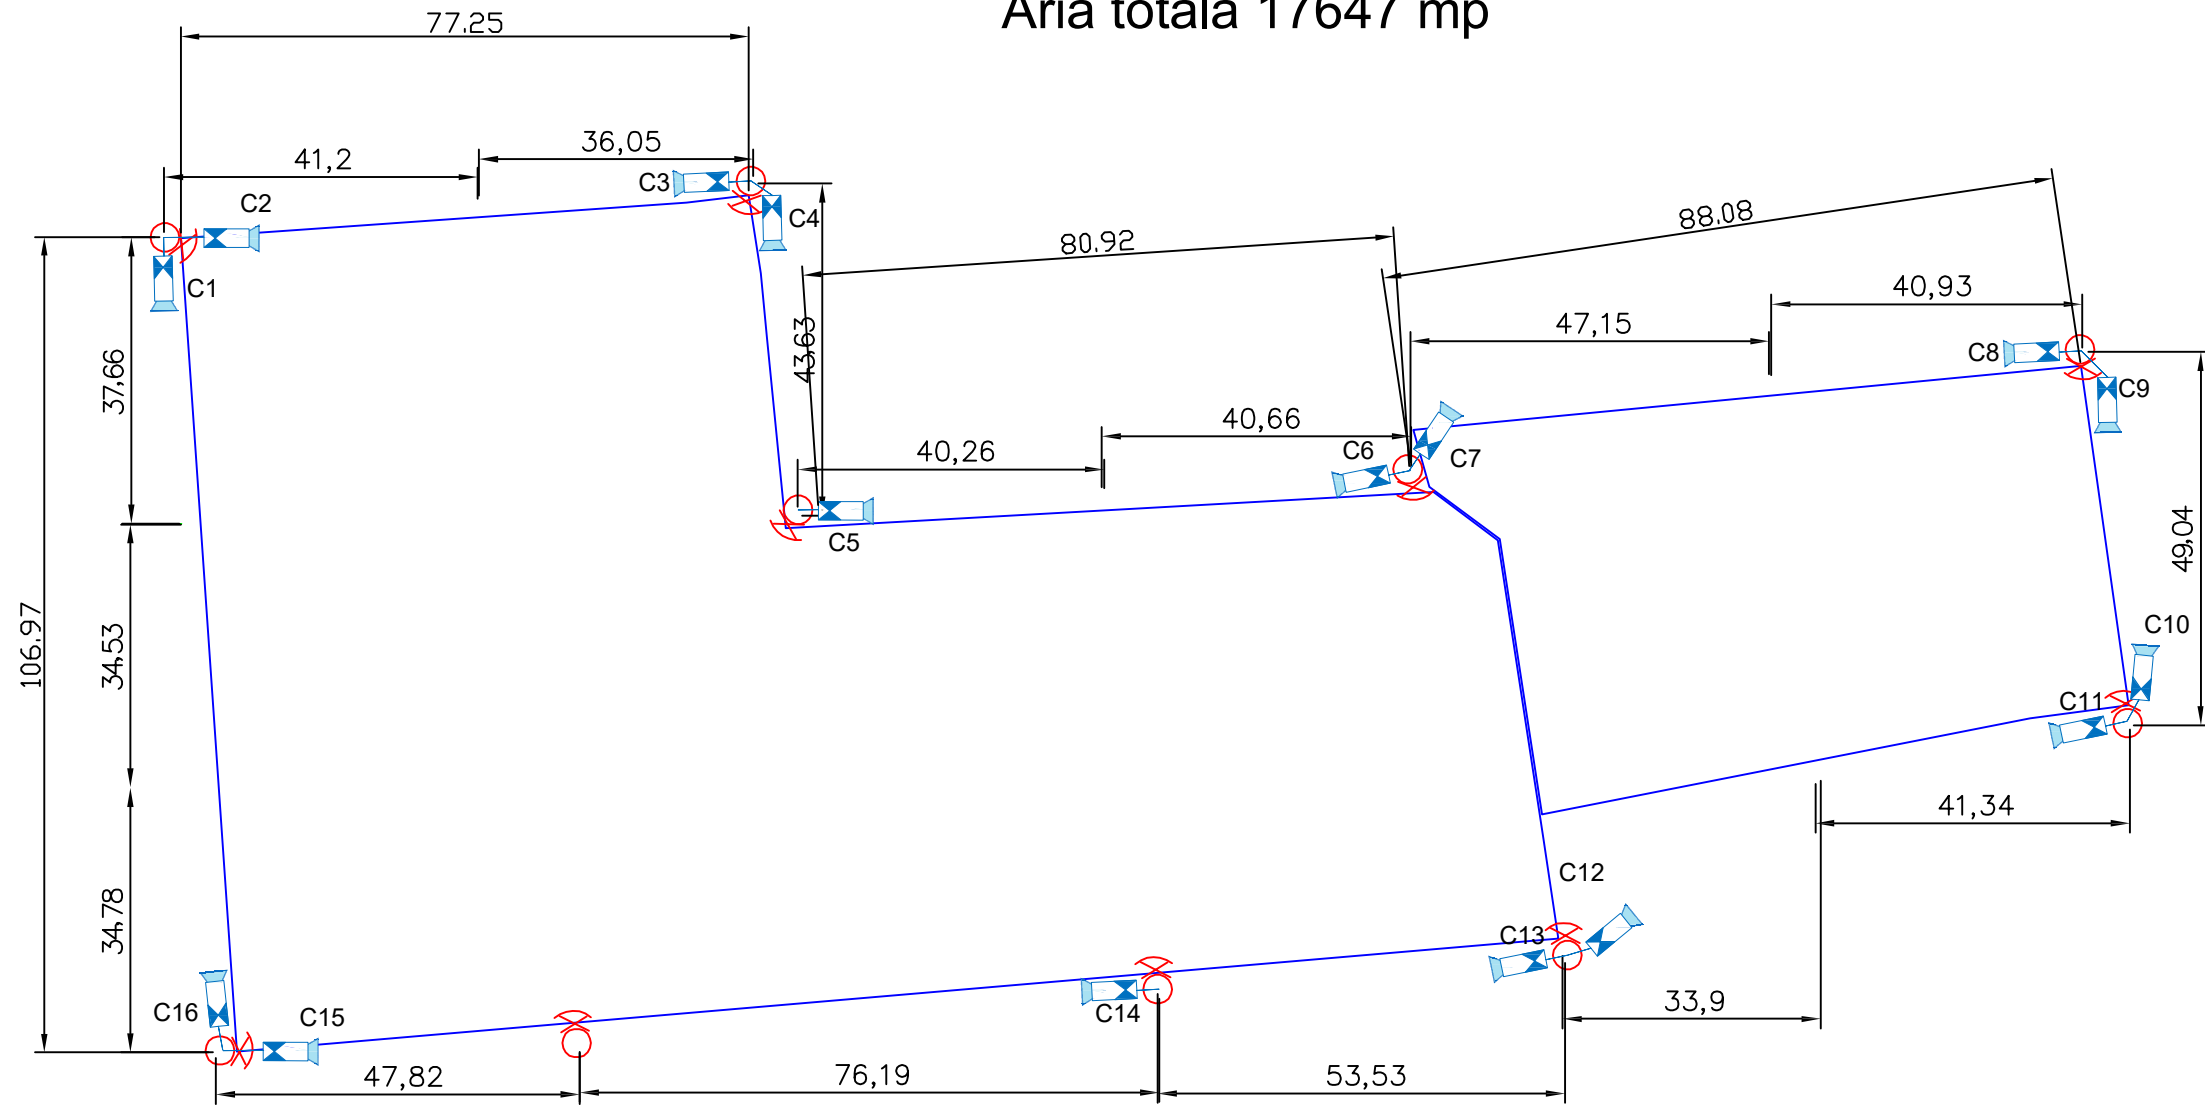 Aria totala 17647 mp
77.25
41,2
36,05
C3
C2
C4
C1
80.92
88.08
43,63
40,93
47,15
C8
C9
37,66
40,26
40,66
C6
C7
C5
49,04
106.97
34,53
C10
C11
41,34
34,78
C12
C13
C16
C15
C14
33,9
47,82
76,19
53,53